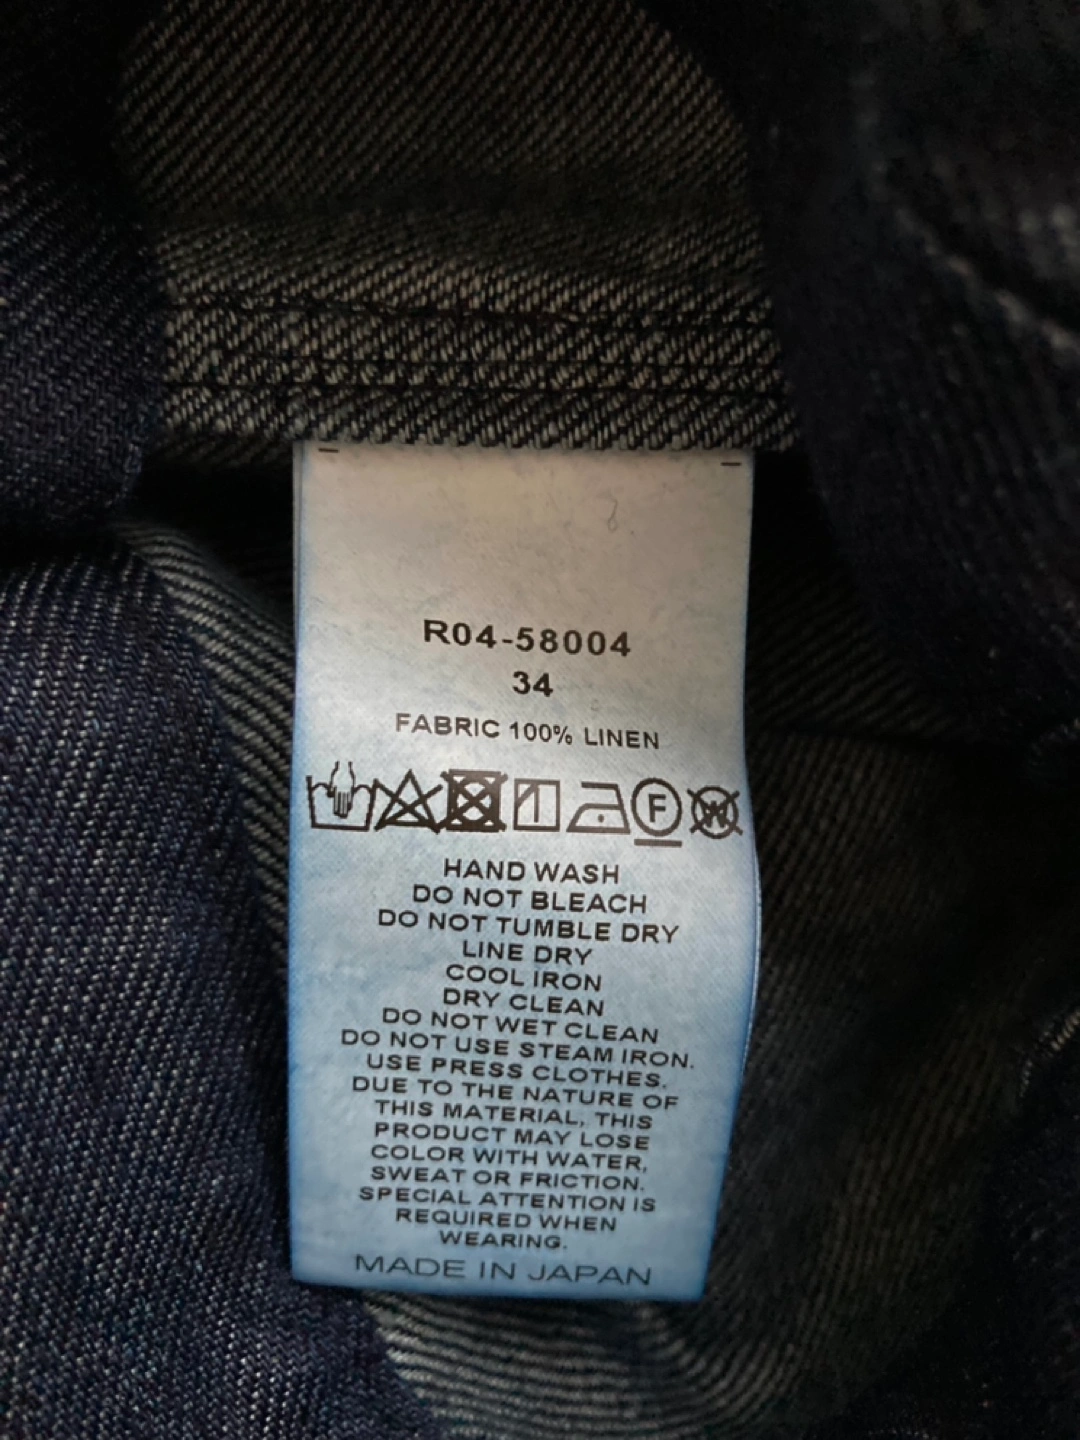 R04-58004
34
FABRIC 100% LINEN
F W
HAND WASH
DO NOT BLEACH
DO NOT TUMBLE DRY
LINE DRY
COOL IRON
DRY CLEAN
DO NOT WET CLEAN
DO NOT USE STEAM IRON.
USE PRESS CLOTHES.
DUE TO THE NATURE OF
THIS MATERIAL, THIS
PRODUCT MAY LOSE
COLOR WITH WATER,
SWEAT OR FRICTION.
SPECIAL ATTENTION IS
REQUIRED WHEN
WEARING.
MADE IN JAPAN